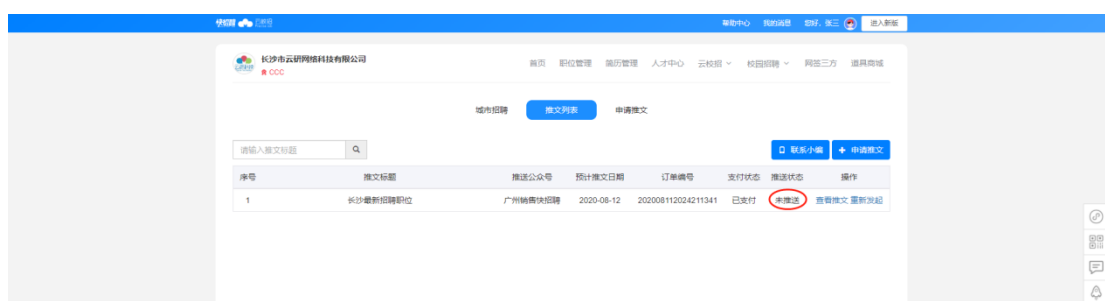 快招网 云校招 帮助中心 我的消息 您好，张三 进入新版
长沙市云研网络科技有限公司
CCC
首页 职位管理 简历管理 人才中心 云校招 校园招聘 网签三方 道具商城
城市招聘 推文列表 申请推文
请输入推文标题 联系小编 + 申请推文
序号 推文标题 推送公众号 预计推文日期 订单编号 支付状态 推送状态 操作
1 长沙最新招聘职位 广州销售快招聘 2020-08-12 202008112024211341 已支付 未推送 查看推文 重新发起